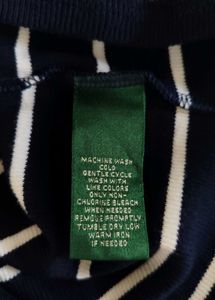 MACHINE WASH
COLD
GENTLE CYCLE
WASH WITH
LIKE COLORS
ONLY NON-
CHLORINE BLEACH
WHEN NEEDED
REMOVE PROMPTLY
TUMBLE DRY LOW
WARM IRON
IF NEEDED